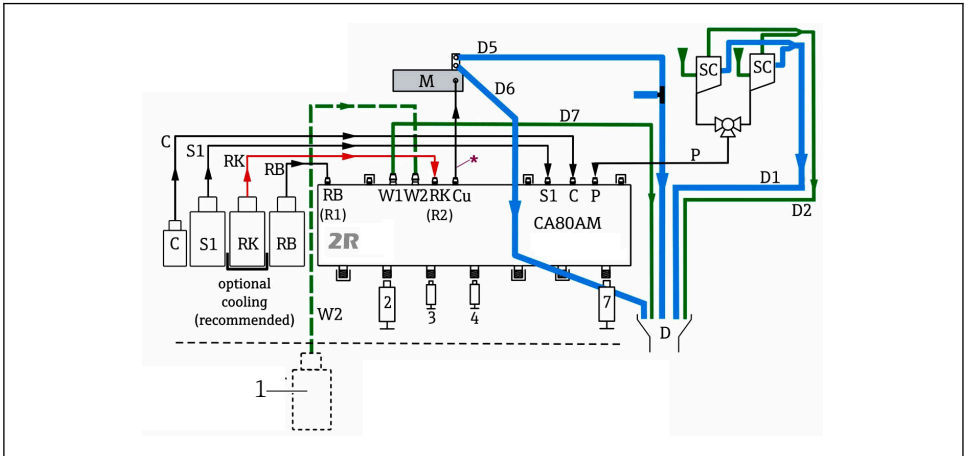 D5
SC
SC
M
D6
D7
C
S1
RK
*
RB
P
D1
RB
W1
W2
RK
Cu
S1
C
P
(R1)
(R2)
D2
CA80AM
2R
C
S1
RK
RB
optional
cooling
(recommended)
W2
2
3
4
7
D
1